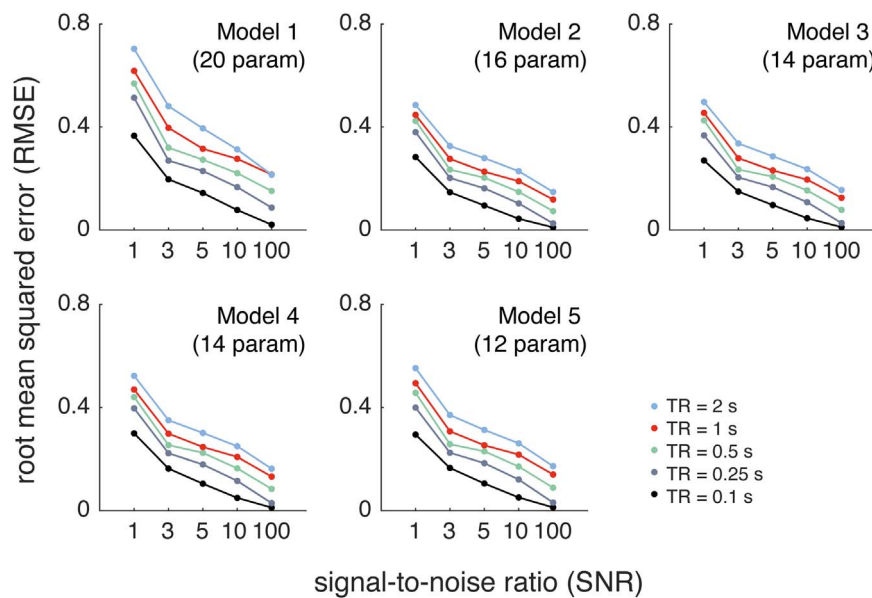 0.8
0.4
0
1 3 5 10 100
Model 1
(20 param)
0.8
0.4
0
1 3 5 10 100
Model 2
(16 param)
0.8
0.4
0
1 3 5 10 100
Model 3
(14 param)
0.8
0.4
0
1 3 5 10 100
Model 4
(14 param)
0.8
0.4
0
1 3 5 10 100
Model 5
(12 param)
TR = 2 s
TR = 1 s
TR = 0.5 s
TR = 0.25 s
TR = 0.1 s
root mean squared error (RMSE)
signal-to-noise ratio (SNR)